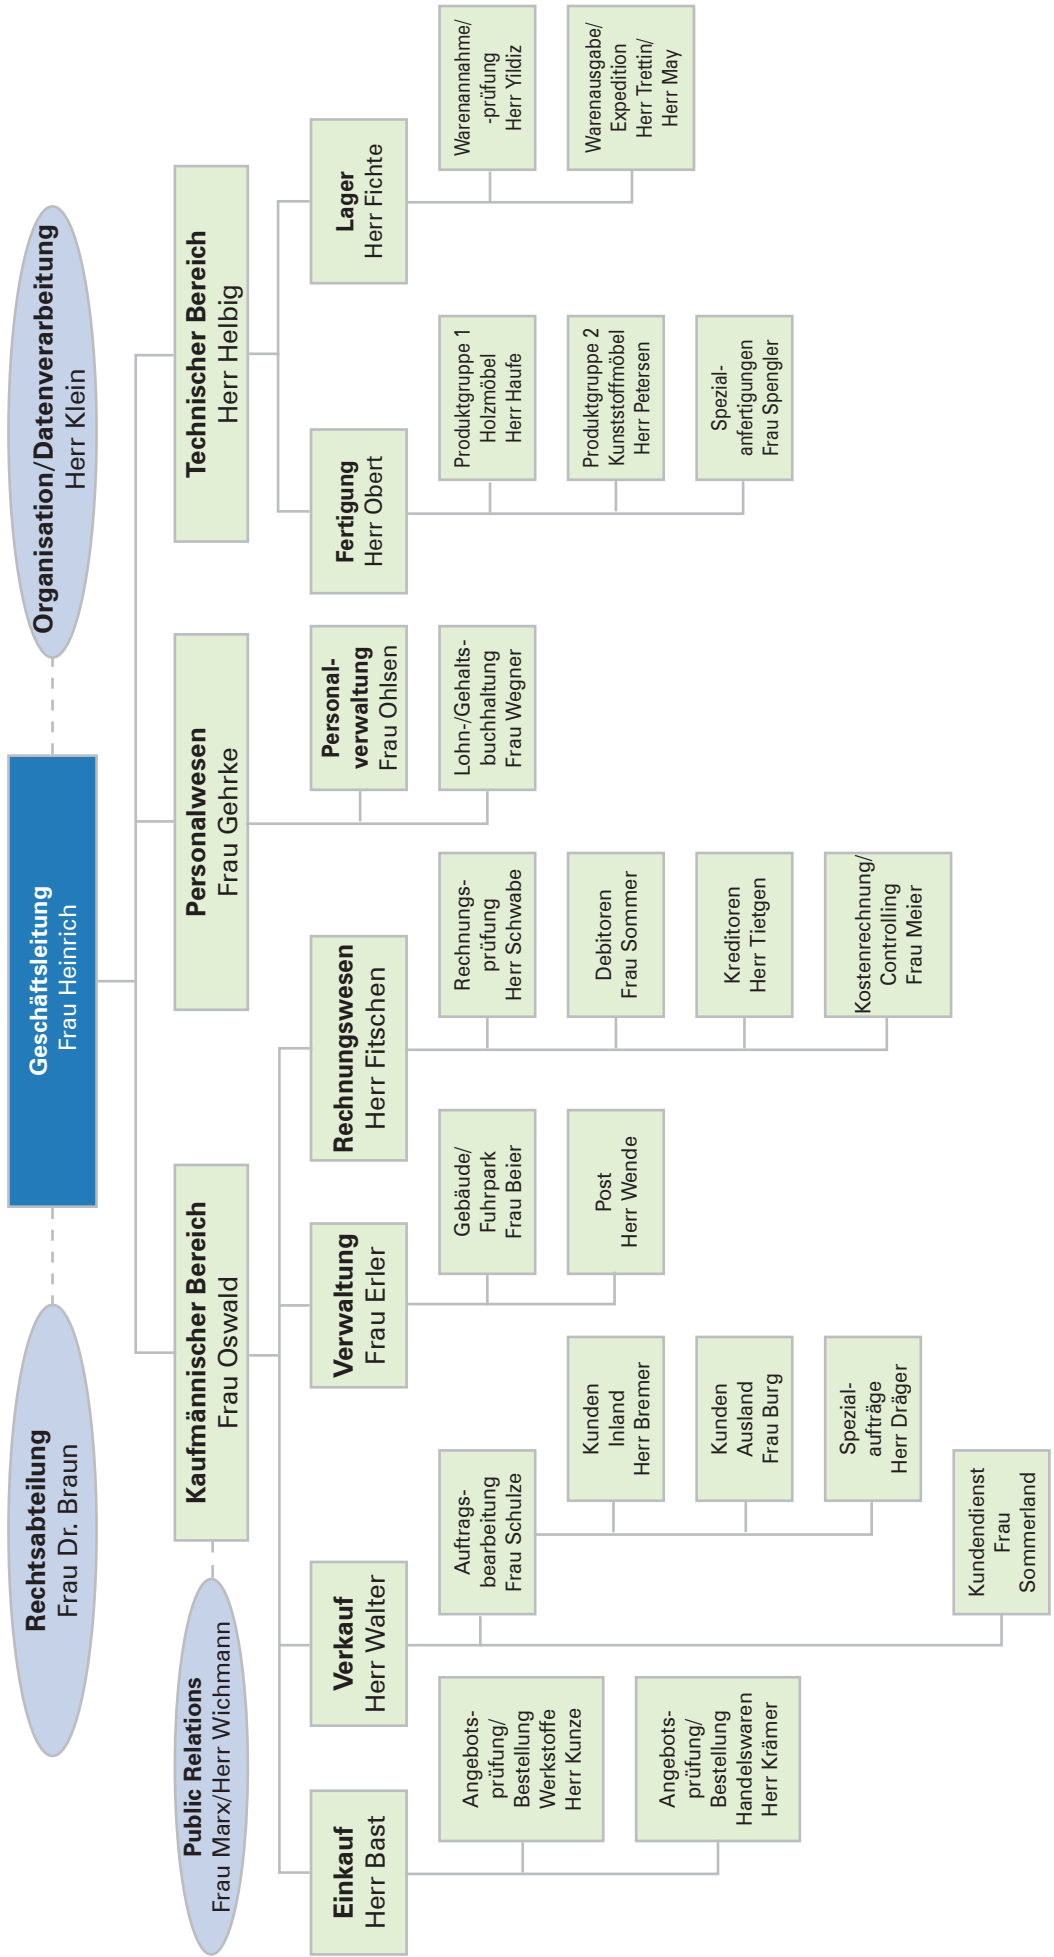 Geschäftsleitung
Frau Heinrich
Rechtsabteilung
Frau Dr. Braun
Organisation/Datenverarbeitung
Herr Klein
Public Relations
Frau Marx/Herr Wichmann
Kaufmännischer Bereich
Frau Oswald
Personalwesen
Frau Gehrke
Technischer Bereich
Herr Helbig
Einkauf
Herr Bast
Verkauf
Herr Walter
Verwaltung
Frau Erler
Rechnungswesen
Herr Fitschen
Personal-
verwaltung
Frau Ohlsen
Fertigung
Herr Obert
Lager
Herr Fichte
Angebots-
prüfung/
Bestellung
Werkstoffe
Herr Kunze
Angebots-
prüfung/
Bestellung
Handelswaren
Herr Krämer
Auftrags-
bearbeitung
Frau Schulze
Kunden
Inland
Herr Bremer
Kunden
Ausland
Frau Burg
Spezial-
aufträge
Herr Dräger
Kundendienst
Frau
Sommerland
Gebäude/
Fuhrpark
Frau Beier
Post
Herr Wende
Rechnungs-
prüfung
Herr Schwabe
Debitoren
Frau Sommer
Kreditoren
Herr Tietgen
Kostenrechnung/
Controlling
Frau Meier
Lohn-/Gehalts-
buchhaltung
Frau Wegner
Produktgruppe 1
Holzmöbel
Herr Haufe
Produktgruppe 2
Kunststoffmöbel
Herr Petersen
Spezial-
anfertigungen
Frau Spengler
Warenannahme/
-prüfung
Herr Yildiz
Warenausgabe/
Expedition
Herr Trettin/
Herr May